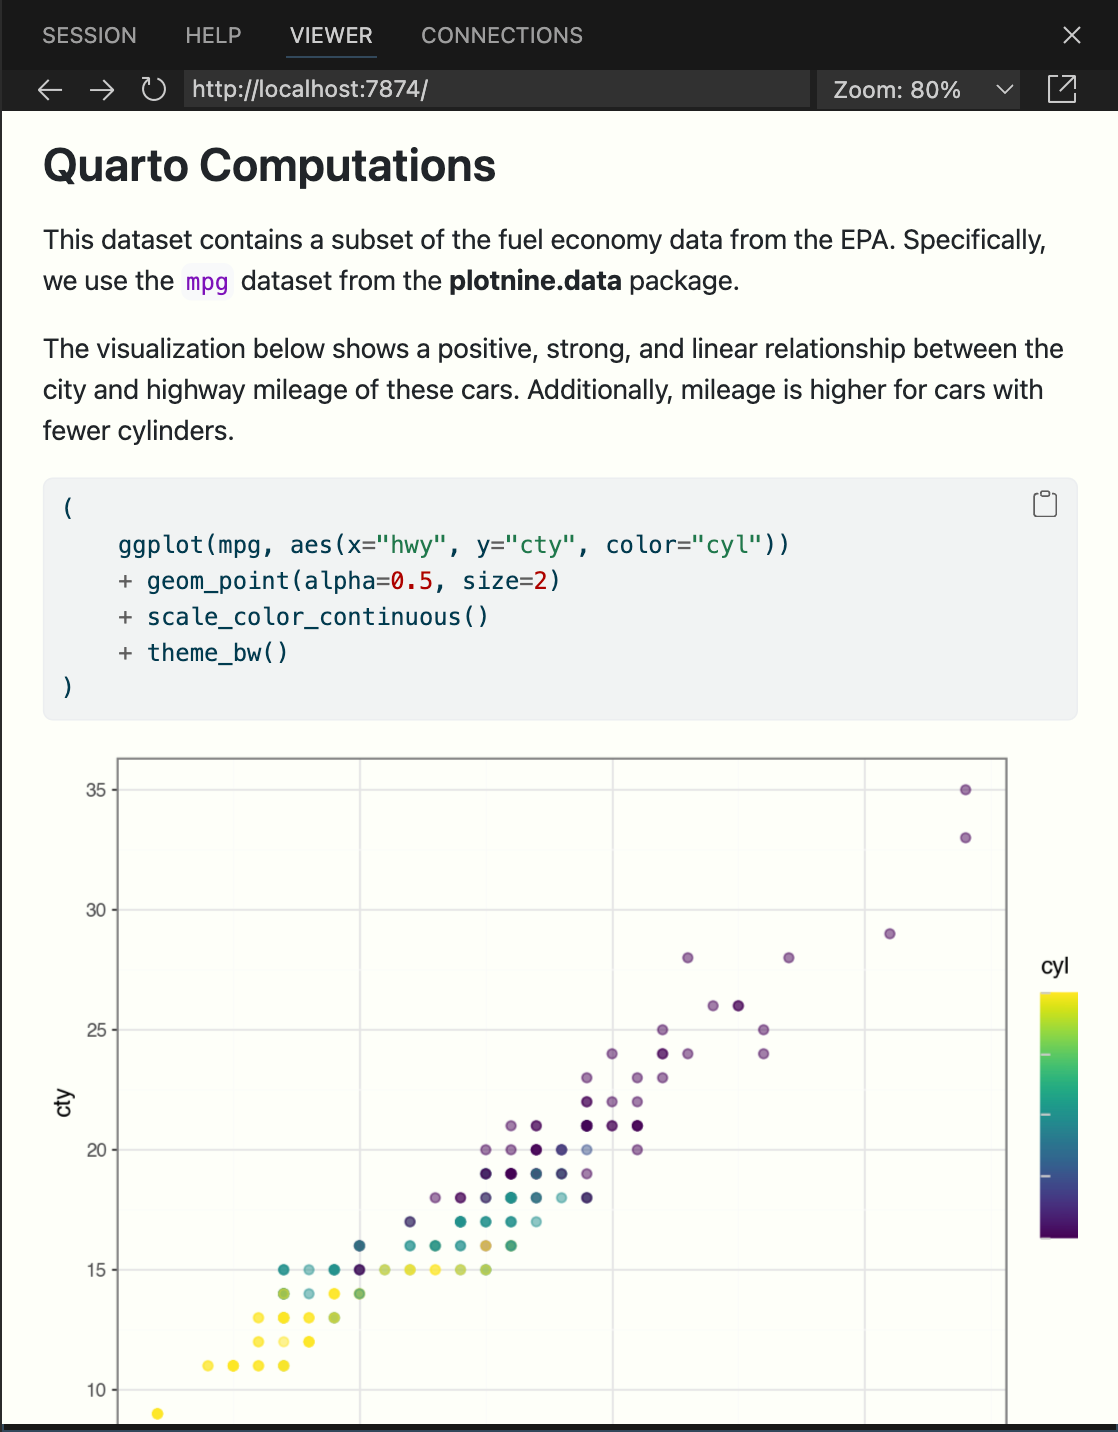 SESSION HELP VIEWER CONNECTIONS
http://localhost:7874/ Zoom: 80%
Quarto Computations
This dataset contains a subset of the fuel economy data from the EPA. Specifically,
we use the mpg dataset from the plotnine.data package.
The visualization below shows a positive, strong, and linear relationship between the
city and highway mileage of these cars. Additionally, mileage is higher for cars with
fewer cylinders.
(
    ggplot(mpg, aes(x="hwy", y="cty", color="cyl"))
    + geom_point(alpha=0.5, size=2)
    + scale_color_continuous()
    + theme_bw()
)
35
30
25
20
15
10
cty
cyl